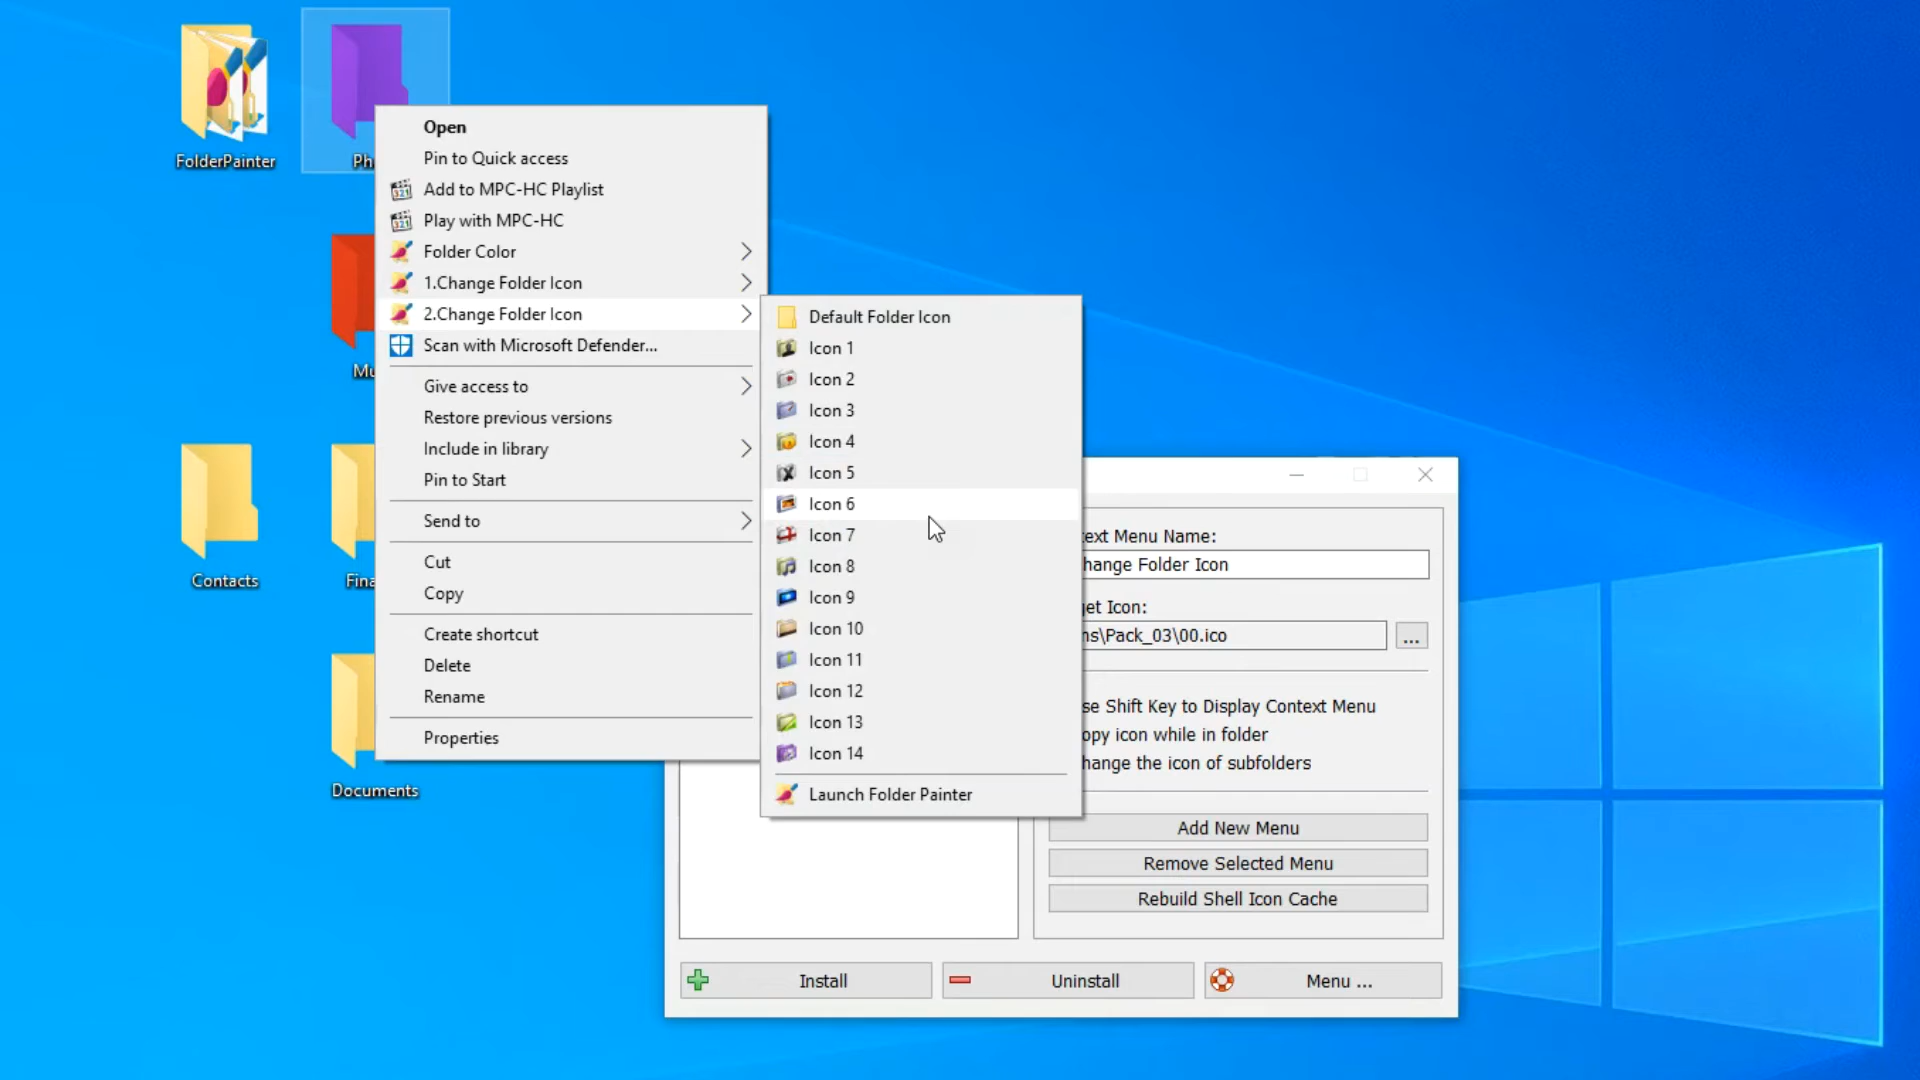 FolderPainter
Ph
Mu
Contacts
Fina
Documents
Open
Pin to Quick access
Add to MPC-HC Playlist
Play with MPC-HC
Folder Color
1.Change Folder Icon
2.Change Folder Icon
Scan with Microsoft Defender...
Give access to
Restore previous versions
Include in library
Pin to Start
Send to
Cut
Copy
Create shortcut
Delete
Rename
Properties
Default Folder Icon
Icon 1
Icon 2
Icon 3
Icon 4
Icon 5
Icon 6
Icon 7
Icon 8
Icon 9
Icon 10
Icon 11
Icon 12
Icon 13
Icon 14
Launch Folder Painter
ext Menu Name:
hange Folder Icon
get Icon:
ns\Pack_03\00.ico
...
se Shift Key to Display Context Menu
opy icon while in folder
hange the icon of subfolders
Add New Menu
Remove Selected Menu
Rebuild Shell Icon Cache
Install
Uninstall
Menu ...